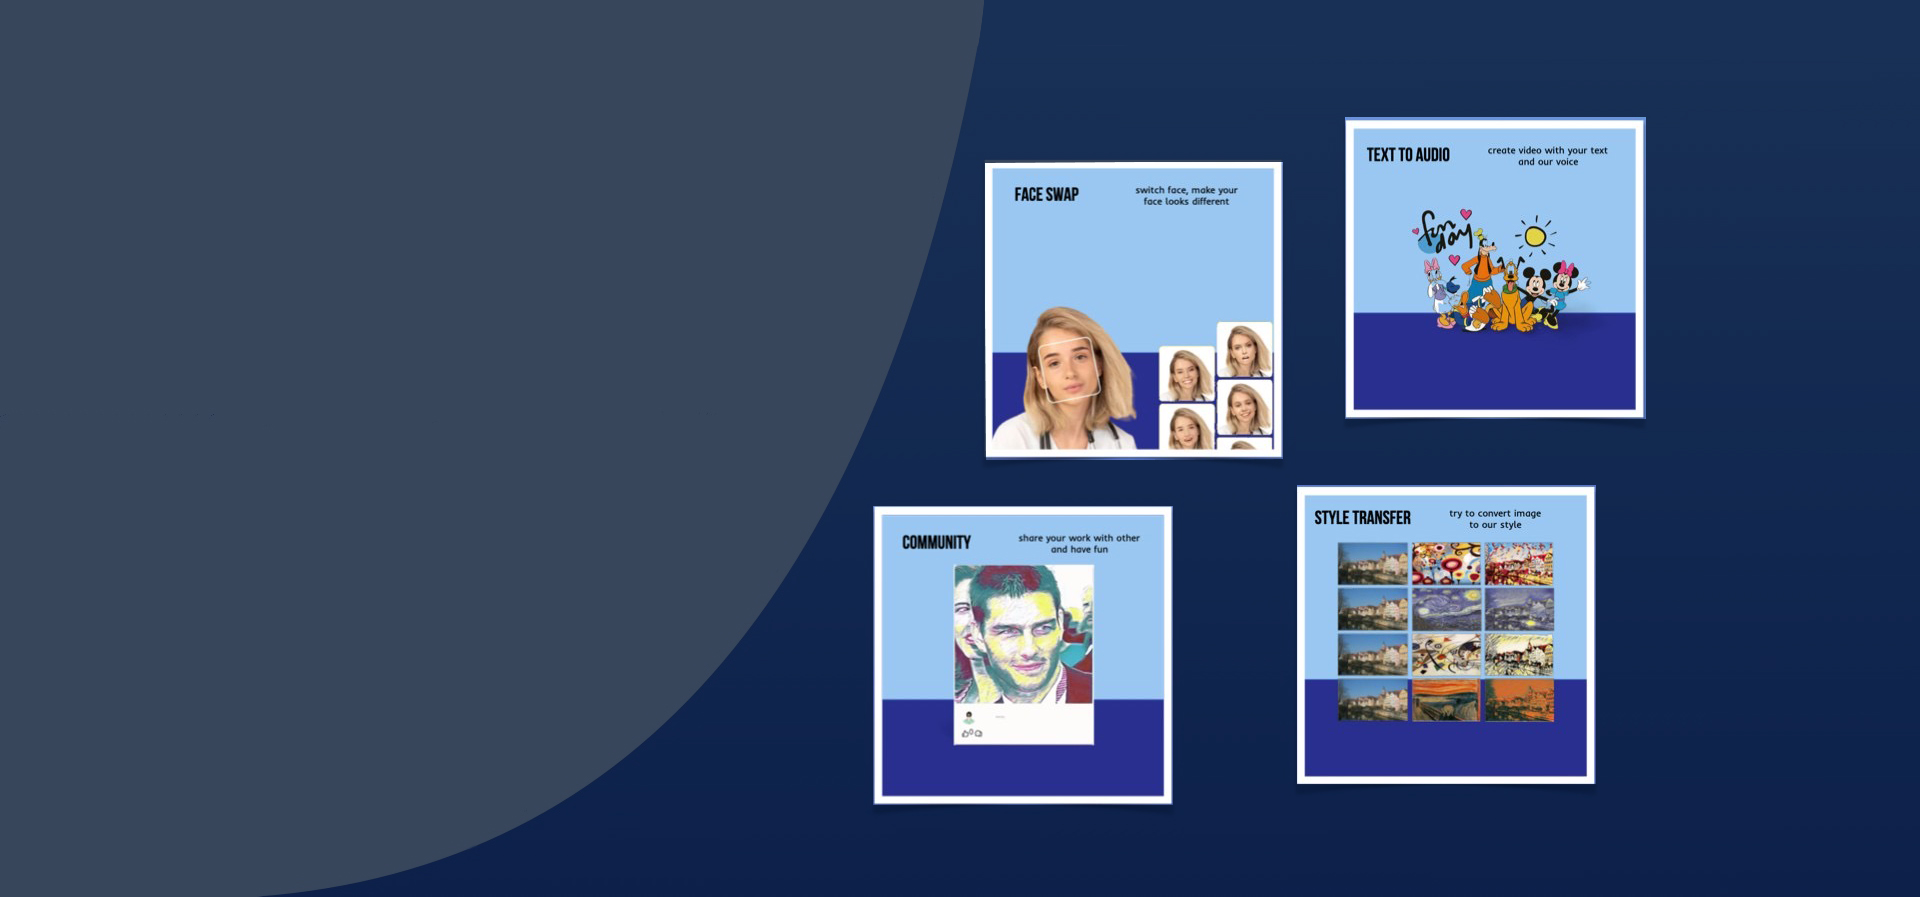 FACE SWAP
switch face, make your
face looks different
TEXT TO AUDIO
create video with your text
and our voice
fun
day
COMMUNITY
share your work with other
and have fun
STYLE TRANSFER
try to convert image
to our style